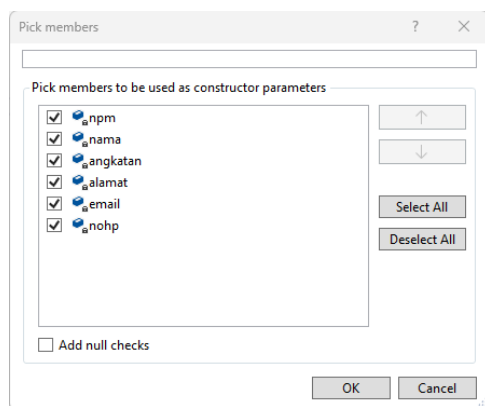 Pick members ? ×
Pick members to be used as constructor parameters
npm
nama
angkatan
alamat
email
nohp
↑
↓
Select All
Deselect All
Add null checks
OK Cancel